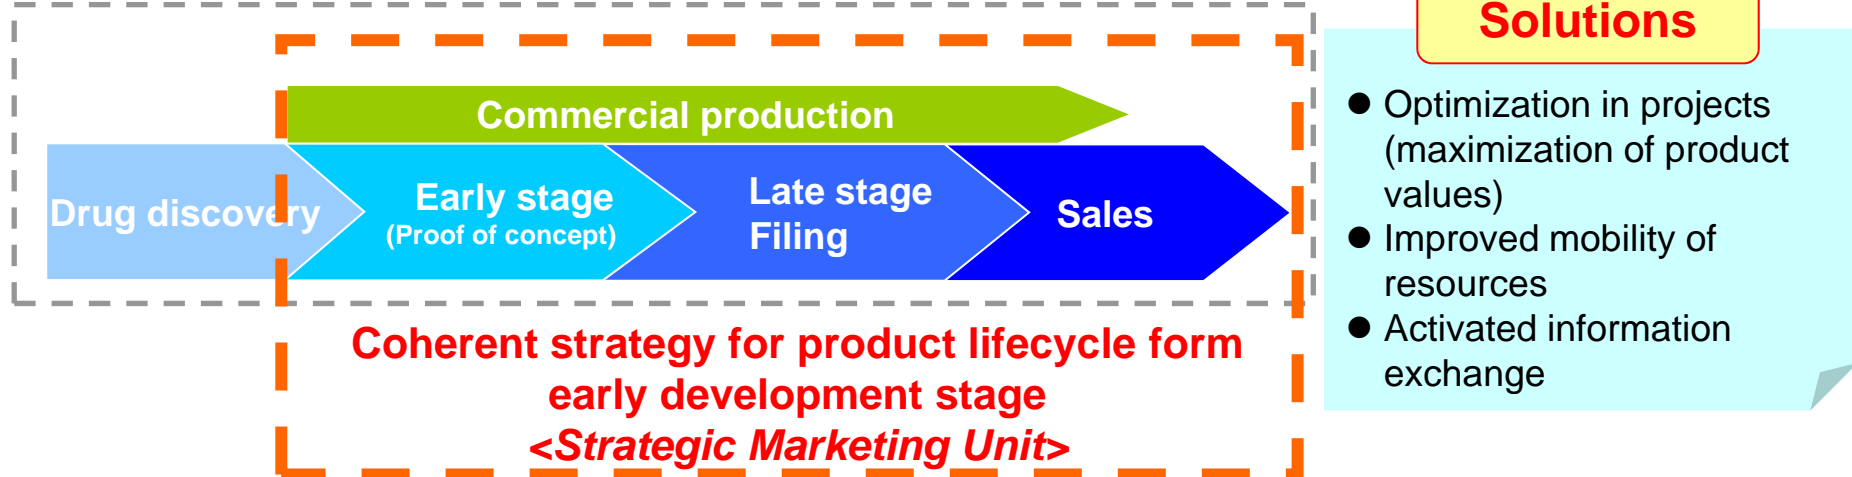 Commercial production
Drug discovery
Early stage
(Proof of concept)
Late stage
Filing
Sales
Coherent strategy for product lifecycle form
early development stage
<Strategic Marketing Unit>
Solutions
● Optimization in projects
(maximization of product
values)
● Improved mobility of
resources
● Activated information
exchange